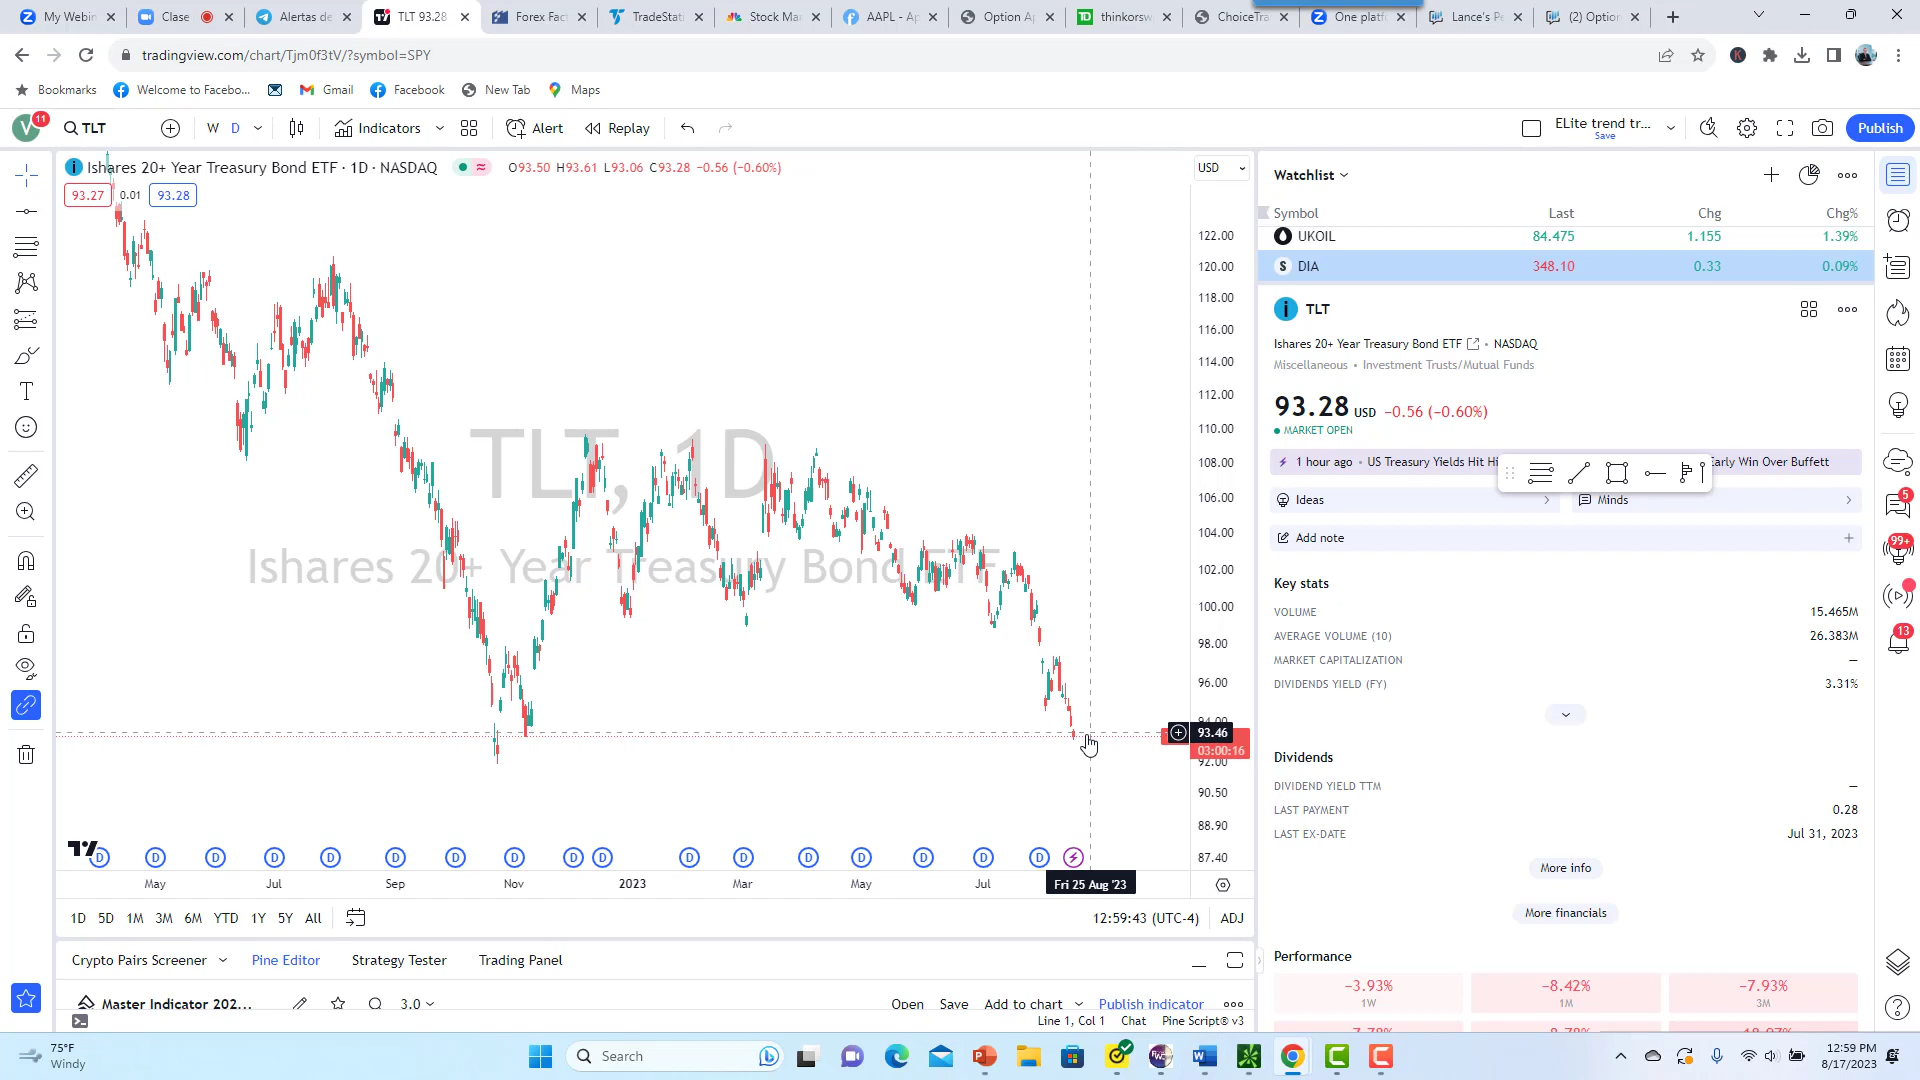 My Webin
Clase
Alertas de
TLT 93.28
Forex Fac
TradeStati
Stock Ma
AAPL - Ap
Option A
thinkorsw
ChoiceTra
One platf
Lance's P
(2) Option
tradingview.com/chart/Tjm0f3tV/?symbol=SPY
Bookmarks
Welcome to Facebo...
Gmail
Facebook
New Tab
Maps
V
11
TLT
W
D
Indicators
Alert
Replay
ELite trend tr...
Save
Publish
Ishares 20+ Year Treasury Bond ETF · 1D · NASDAQ
O93.50 H93.61 L93.06 C93.28 −0.56 (−0.60%)
USD
93.27
0.01
93.28
TLT, 1D
Ishares 20+ Year Treasury Bond ETF
122.00
120.00
118.00
116.00
114.00
112.00
110.00
108.00
106.00
104.00
102.00
100.00
98.00
96.00
94.00
93.46
03:00:16
92.00
90.50
88.90
87.40
D D D D D D D D D D D D D D D D D
May
Jul
Sep
Nov
2023
Mar
May
Jul
Fri 25 Aug '23
1D 5D 1M 3M 6M YTD 1Y 5Y All
12:59:43 (UTC-4)
ADJ
Crypto Pairs Screener
Pine Editor
Strategy Tester
Trading Panel
Master Indicator 202...
3.0
Open
Save
Add to chart
Publish indicator
Line 1, Col 1
Chat
Pine Script® v3
Watchlist
Symbol Last Chg Chg%
UKOIL 84.475 1.155 1.39%
DIA 348.10 0.33 0.09%
TLT
Ishares 20+ Year Treasury Bond ETF • NASDAQ
Miscellaneous • Investment Trusts/Mutual Funds
93.28 USD −0.56 (−0.60%)
MARKET OPEN
1 hour ago • US Treasury Yields Hit Hi
Early Win Over Buffett
Ideas
Minds
Add note
Key stats
VOLUME 15.465M
AVERAGE VOLUME (10) 26.383M
MARKET CAPITALIZATION —
DIVIDENDS YIELD (FY) 3.31%
Dividends
DIVIDEND YIELD TTM —
LAST PAYMENT 0.28
LAST EX-DATE Jul 31, 2023
More info
More financials
Performance
−3.93%
1W
−8.42%
1M
−7.93%
3M
5
99+
13
75°F
Windy
Search
12:59 PM
8/17/2023